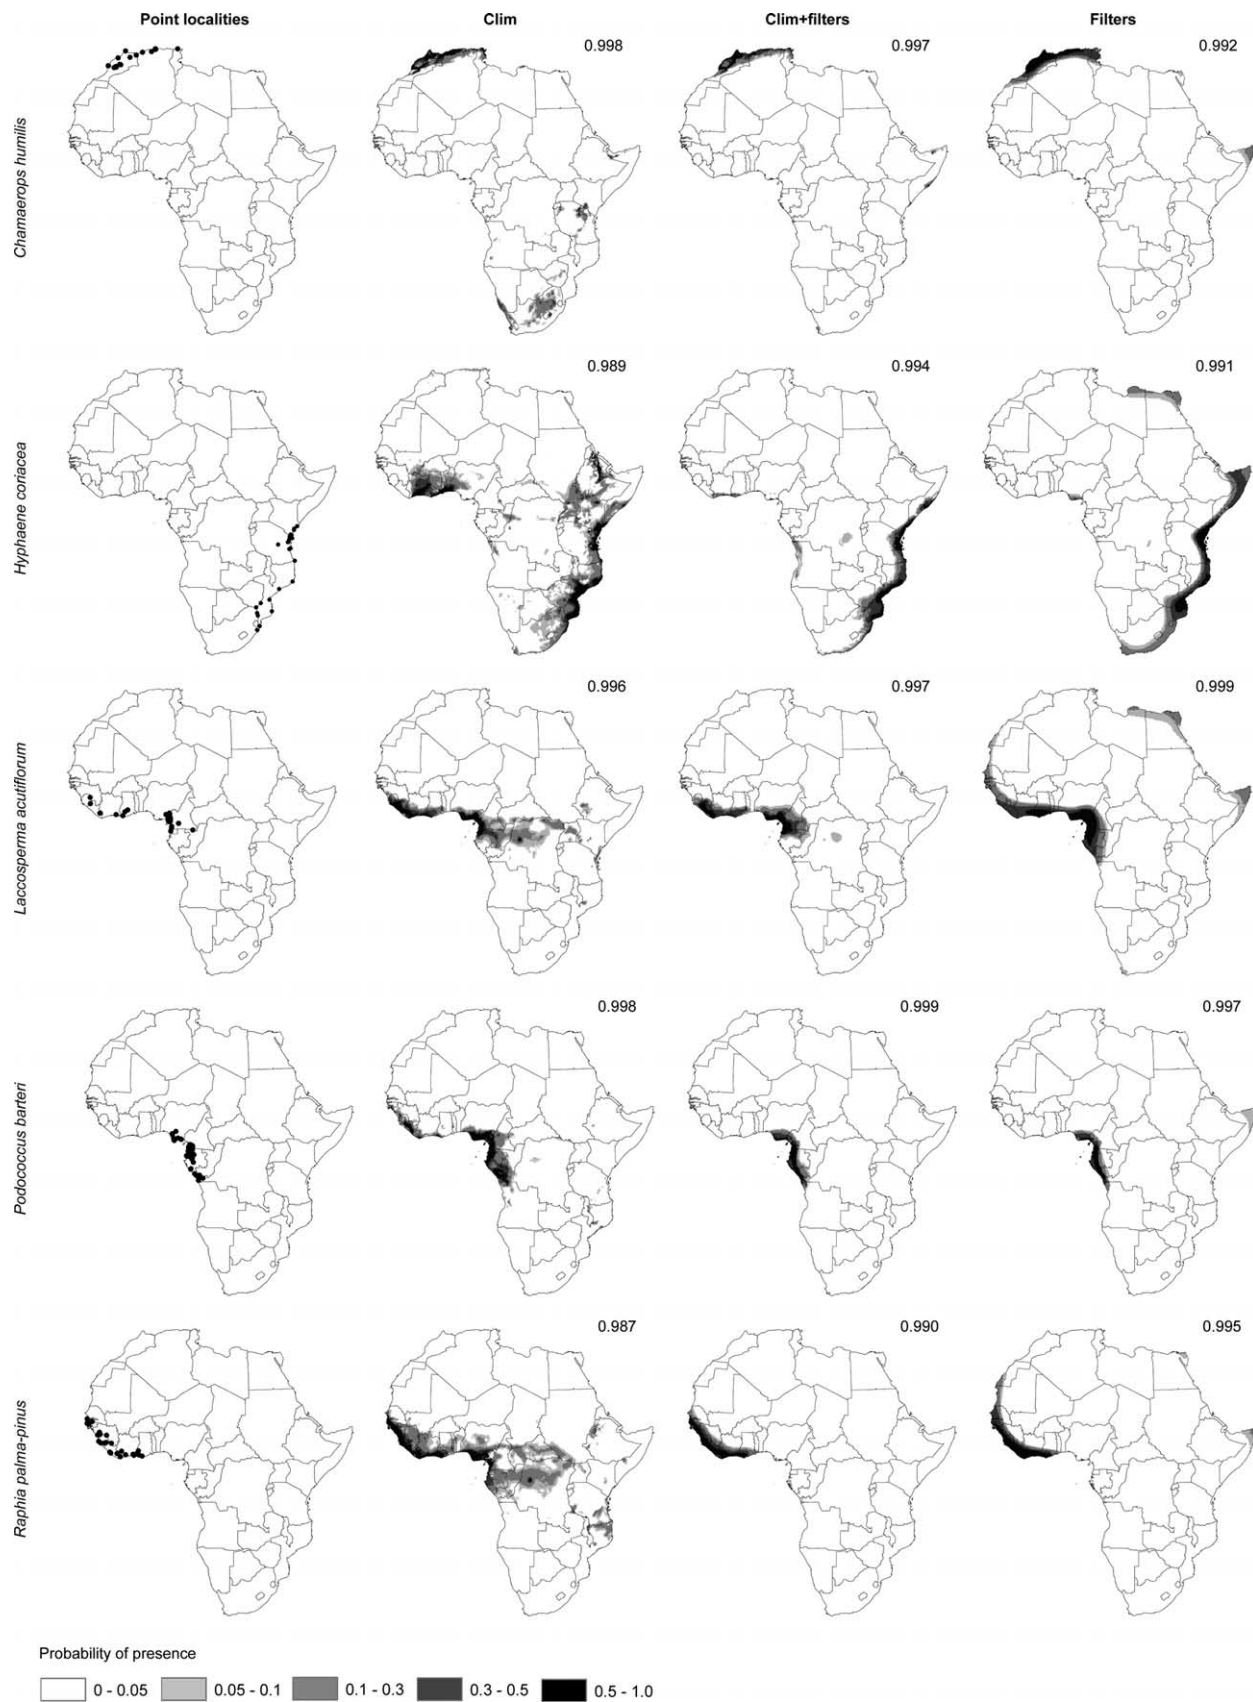 Point localities Clim Clim+filters Filters
Chamaerops humilis
0.998 0.997 0.992
Hyphaene coriacea
0.989 0.994 0.991
Laccosperma acutiflorum
0.996 0.997 0.999
Podococcus barteri
0.998 0.999 0.997
Raphia palma-pinus
0.987 0.990 0.995
Probability of presence
0 - 0.05 0.05 - 0.1 0.1 - 0.3 0.3 - 0.5 0.5 - 1.0